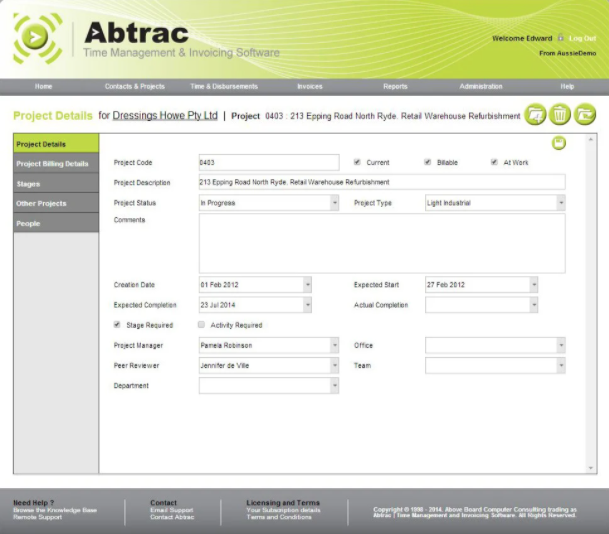 Abtrac
Time Management & Invoicing Software
Welcome Edward Log Out
From AussieDemo
Home Contacts & Projects Time & Disbursements Invoices Reports Administration Help
Project Details for Dressings Howe Pty Ltd | Project 0403 : 213 Epping Road North Ryde. Retail Warehouse Refurbishment
Project Details
Project Billing Details
Stages
Other Projects
People
Project Code 0403 Current Billable At Work
Project Description 213 Epping Road North Ryde. Retail Warehouse Refurbishment
Project Status In Progress Project Type Light Industrial
Comments
Creation Date 01 Feb 2012 Expected Start 27 Feb 2012
Expected Completion 23 Jul 2014 Actual Completion
Stage Required Activity Required
Project Manager Pamela Robinson Office
Peer Reviewer Jennifer de Ville Team
Department
Need Help ?
Browse the Knowledge Base
Remote Support
Contact
Email Support
Contact Abtrac
Licensing and Terms
Your Subscription details
Terms and Conditions
Copyright © 1998 - 2014. Above Board Computer Consulting trading as
Abtrac | Time Management and Invoicing Software. All Rights Reserved.